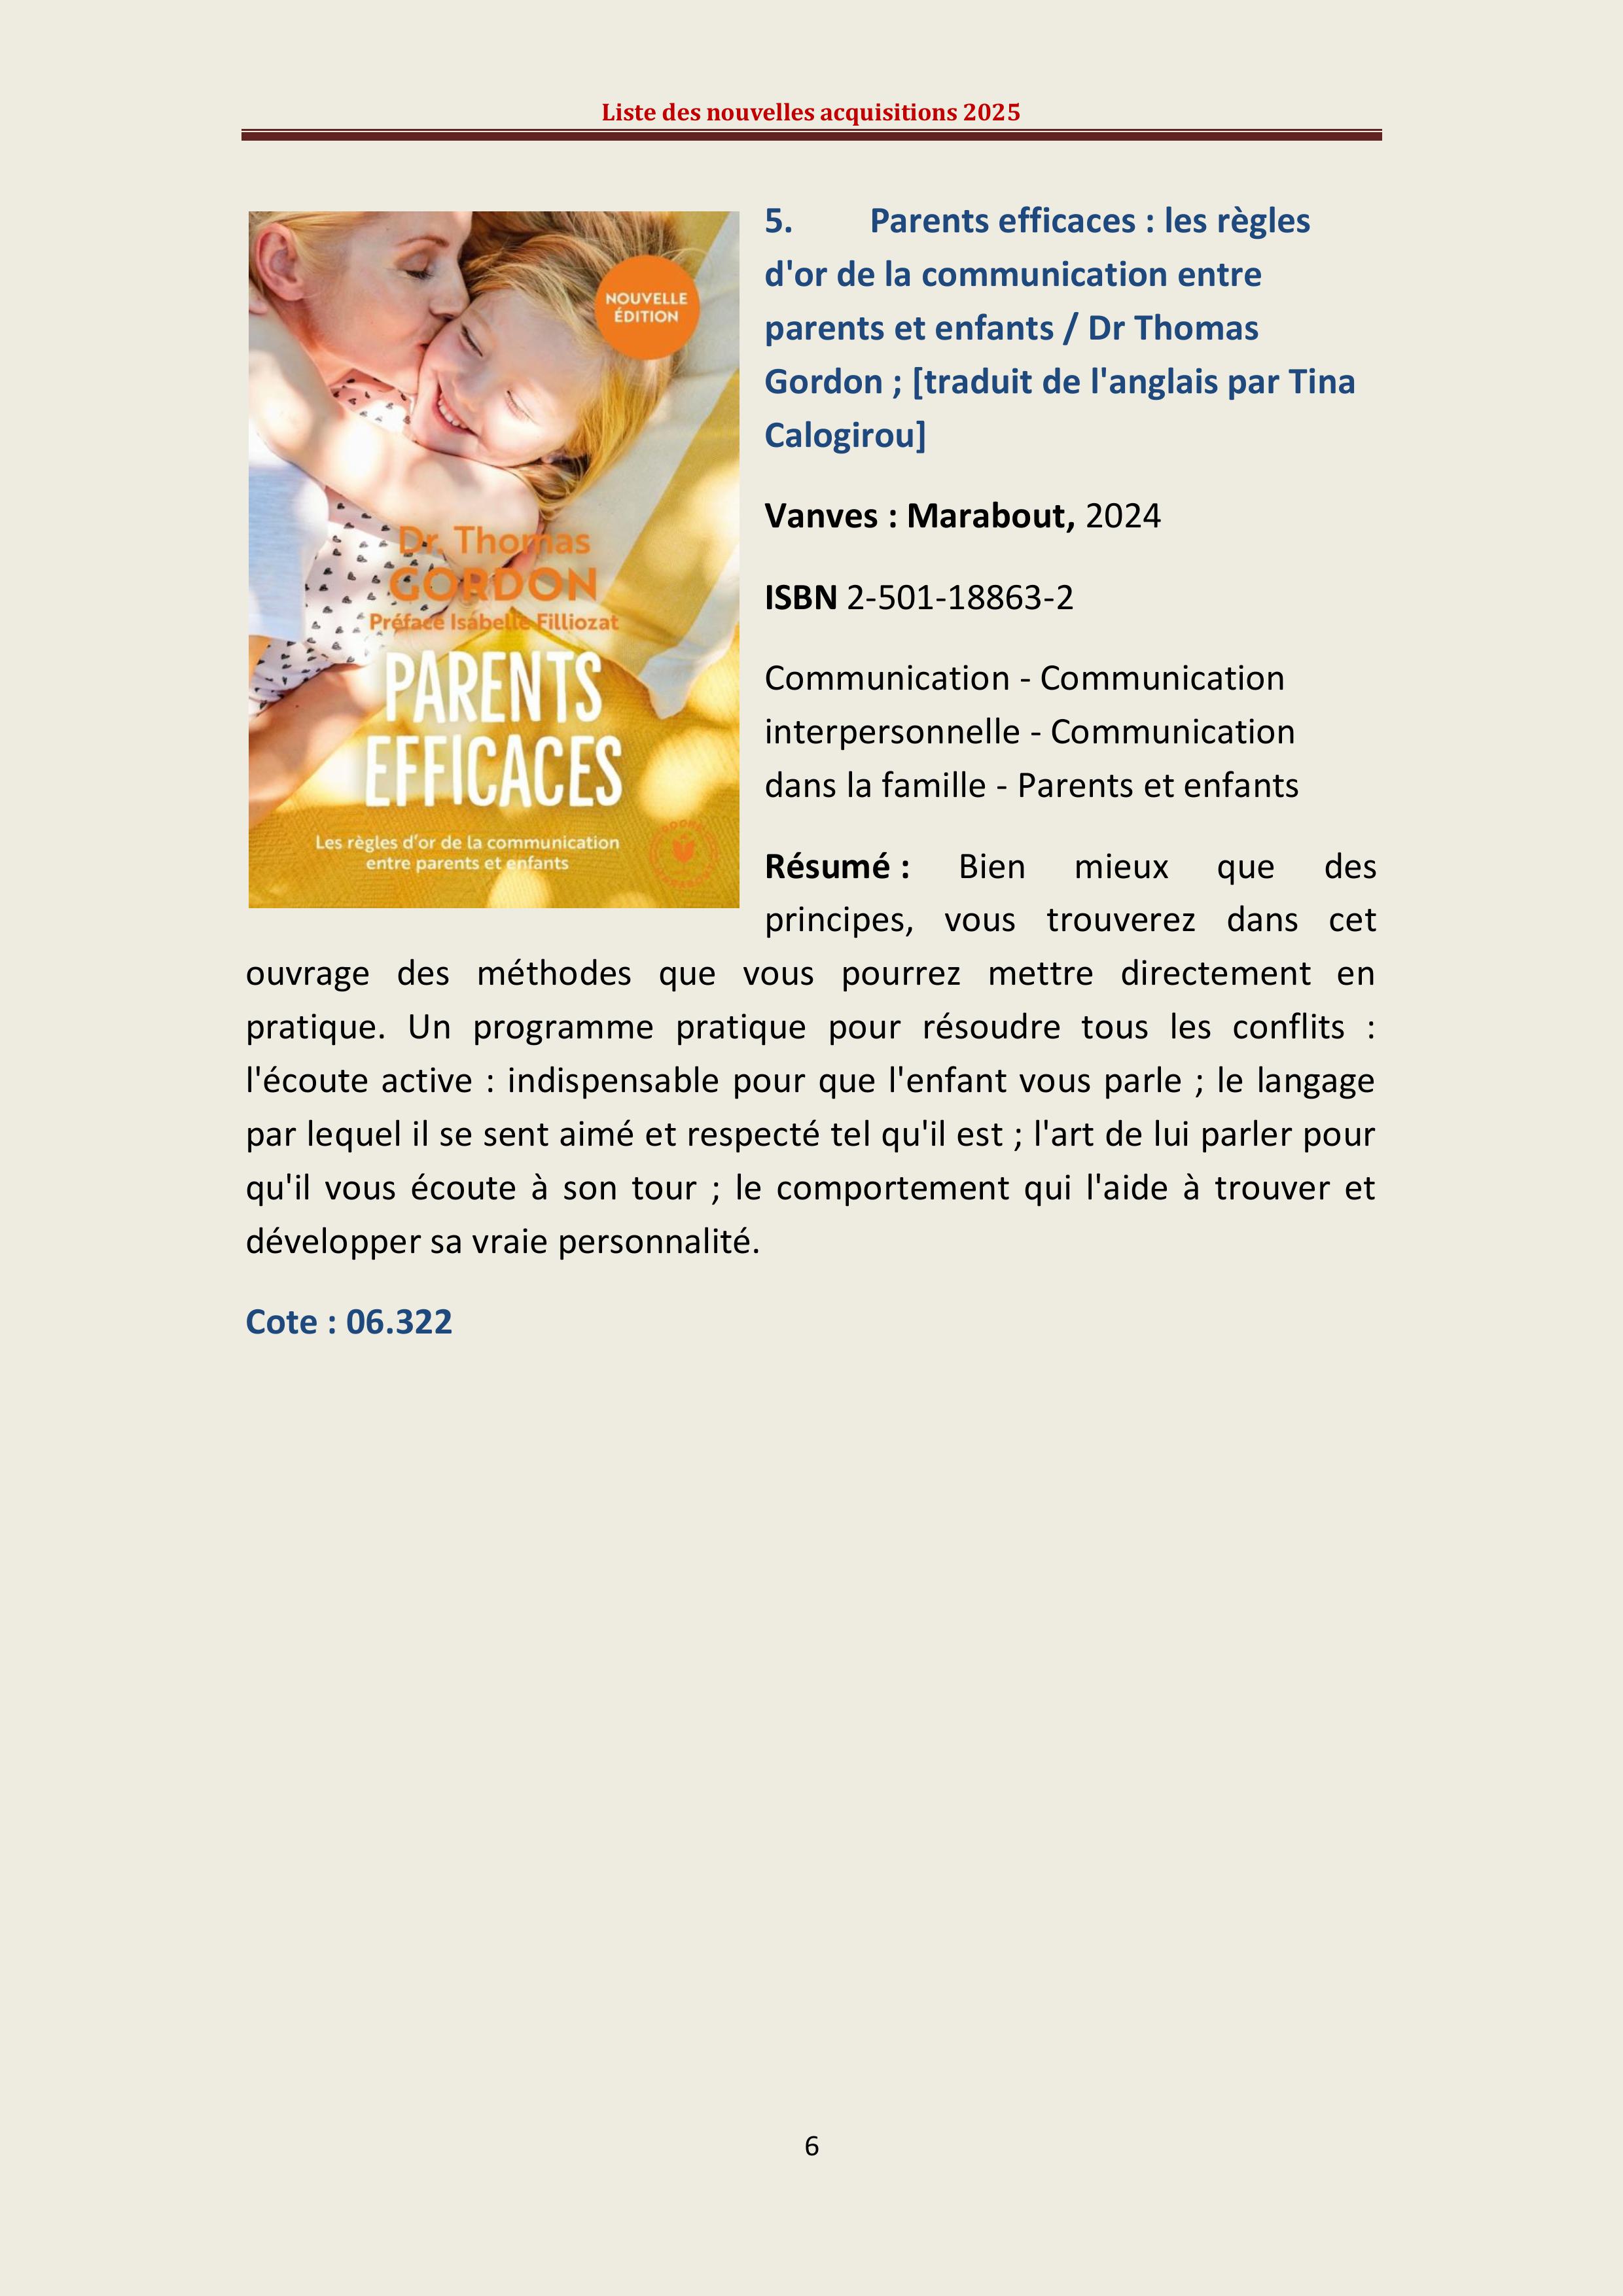 Liste des nouvelles acquisitions 2025
NOUVELLE
ÉDITION
Dr. Thomas
GORDON
Préface Isabelle Filliozat
PARENTS
EFFICACES
Les règles d'or de la communication
entre parents et enfants
POCHE
MARABOUT
5. Parents efficaces : les règles
d'or de la communication entre
parents et enfants / Dr Thomas
Gordon ; [traduit de l'anglais par Tina
Calogirou]
Vanves : Marabout, 2024
ISBN 2-501-18863-2
Communication - Communication
interpersonnelle - Communication
dans la famille - Parents et enfants
Résumé : Bien mieux que des
principes, vous trouverez dans cet
ouvrage des méthodes que vous pourrez mettre directement en
pratique. Un programme pratique pour résoudre tous les conflits :
l'écoute active : indispensable pour que l'enfant vous parle ; le langage
par lequel il se sent aimé et respecté tel qu'il est ; l'art de lui parler pour
qu'il vous écoute à son tour ; le comportement qui l'aide à trouver et
développer sa vraie personnalité.
Cote : 06.322
6